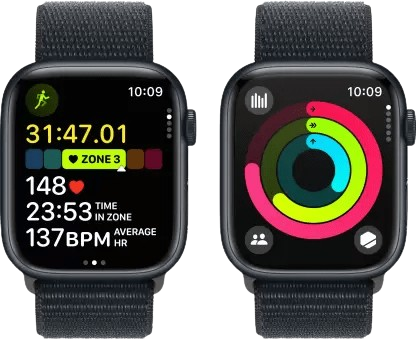 10:09
31:47.01
ZONE 3
148
23:53 TIME IN ZONE
137BPM AVERAGE HR
10:09